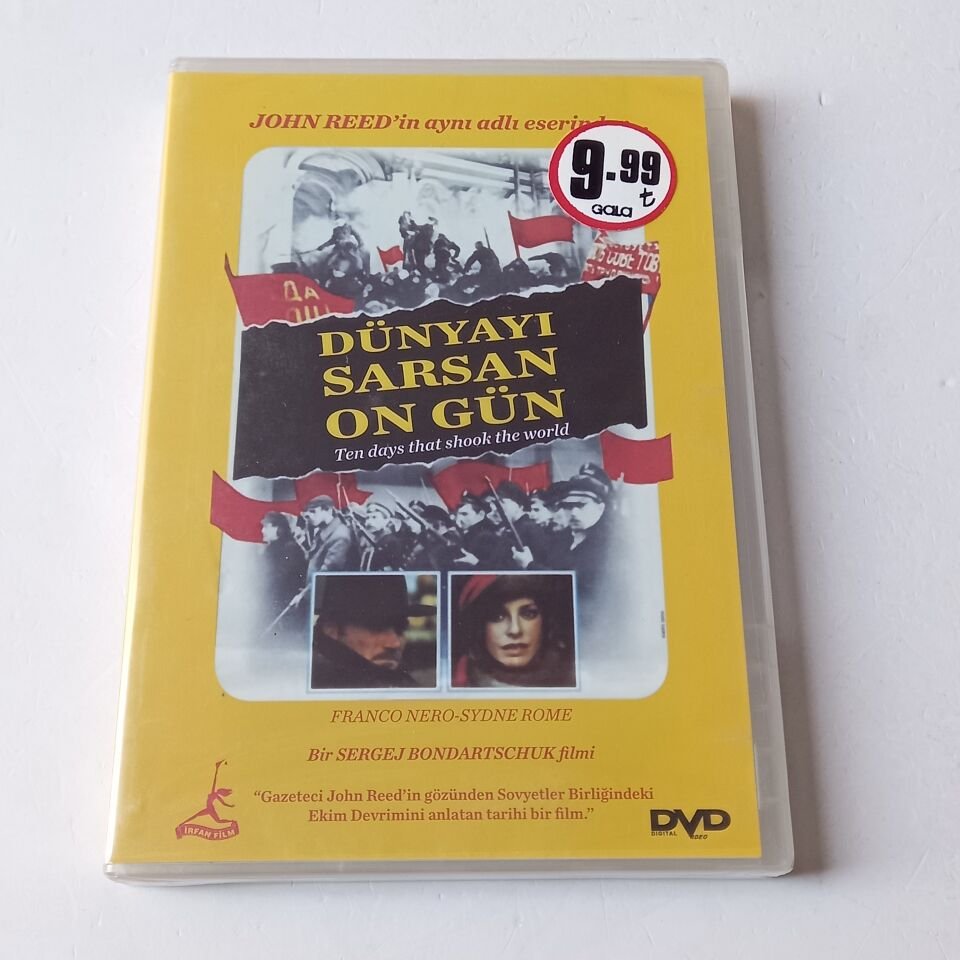 JOHN REED'in aynı adlı
9.99
₺
GALA
ДА
DÜNYAYI
SARSAN
ON GÜN
Ten days that shook the world
FRANCO NERO-SYDNE ROME
Bir SERGEJ BONDARTSCHUK filmi
"Gazeteci John Reed'in gözünden Sovyetler Birliğindeki
Ekim Devrimini anlatan tarihi bir film."
İRFAN FİLM
DVD
DIGITAL VIDEO